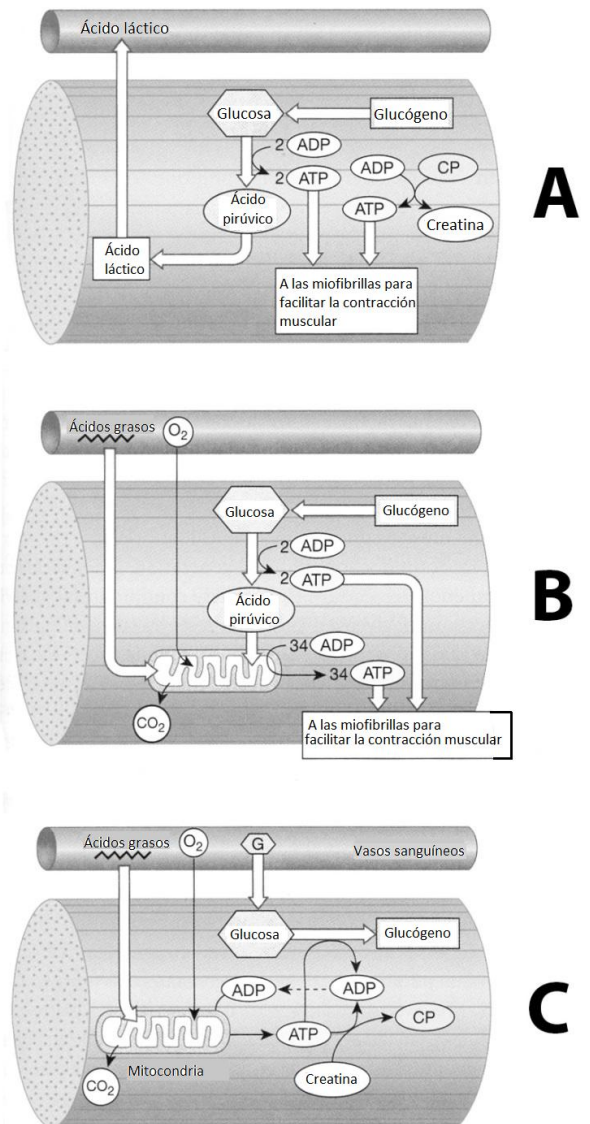 Ácido láctico
Glucosa
Glucógeno
2 ADP
2 ATP
ADP
CP
ATP
Creatina
Ácido
pirúvico
Ácido
láctico
A las miofibrillas para
facilitar la contracción
muscular
A
Ácidos grasos
O2
Glucosa
Glucógeno
2 ADP
2 ATP
Ácido
pirúvico
34 ADP
34 ATP
CO2
A las miofibrillas para
facilitar la contracción muscular
B
Ácidos grasos
O2
G
Vasos sanguíneos
Glucosa
Glucógeno
ADP
ADP
ATP
CP
Mitocondria
Creatina
CO2
C